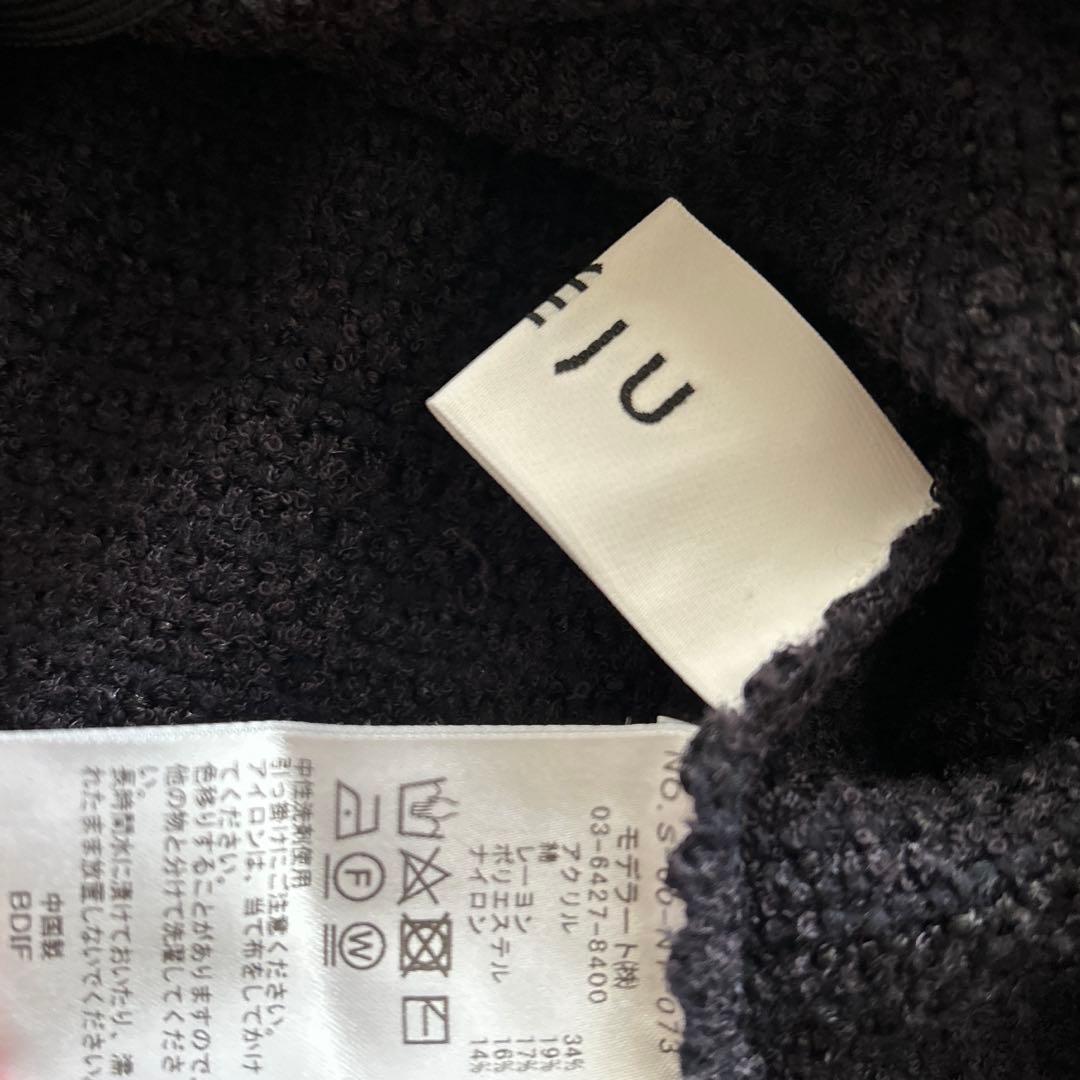 JU
モデラート㈱
03-6427-8400
アクリル 34%
綿 19%
レーヨン 17%
ポリエステル 16%
ナイロン 14%
F
W
中性洗剤使用
引っ掛けにご注意ください。
アイロンは、当て布をしてかけ
てください。
色移りすることがありますので、
他の物と分けて洗濯してくださ
い。
長時間水に漬けておいたり、濡
れたまま放置しないでください。
中国製
BDIF